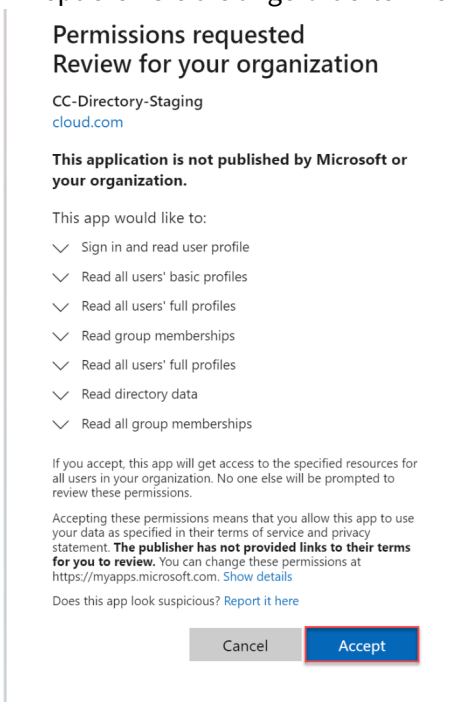 Permissions requested
Review for your organization
CC-Directory-Staging
cloud.com
This application is not published by Microsoft or
your organization.
This app would like to:
Sign in and read user profile
Read all users' basic profiles
Read all users' full profiles
Read group memberships
Read all users' full profiles
Read directory data
Read all group memberships
If you accept, this app will get access to the specified resources for
all users in your organization. No one else will be prompted to
review these permissions.
Accepting these permissions means that you allow this app to use
your data as specified in their terms of service and privacy
statement. The publisher has not provided links to their terms
for you to review. You can change these permissions at
https://myapps.microsoft.com. Show details
Does this app look suspicious? Report it here
Cancel Accept